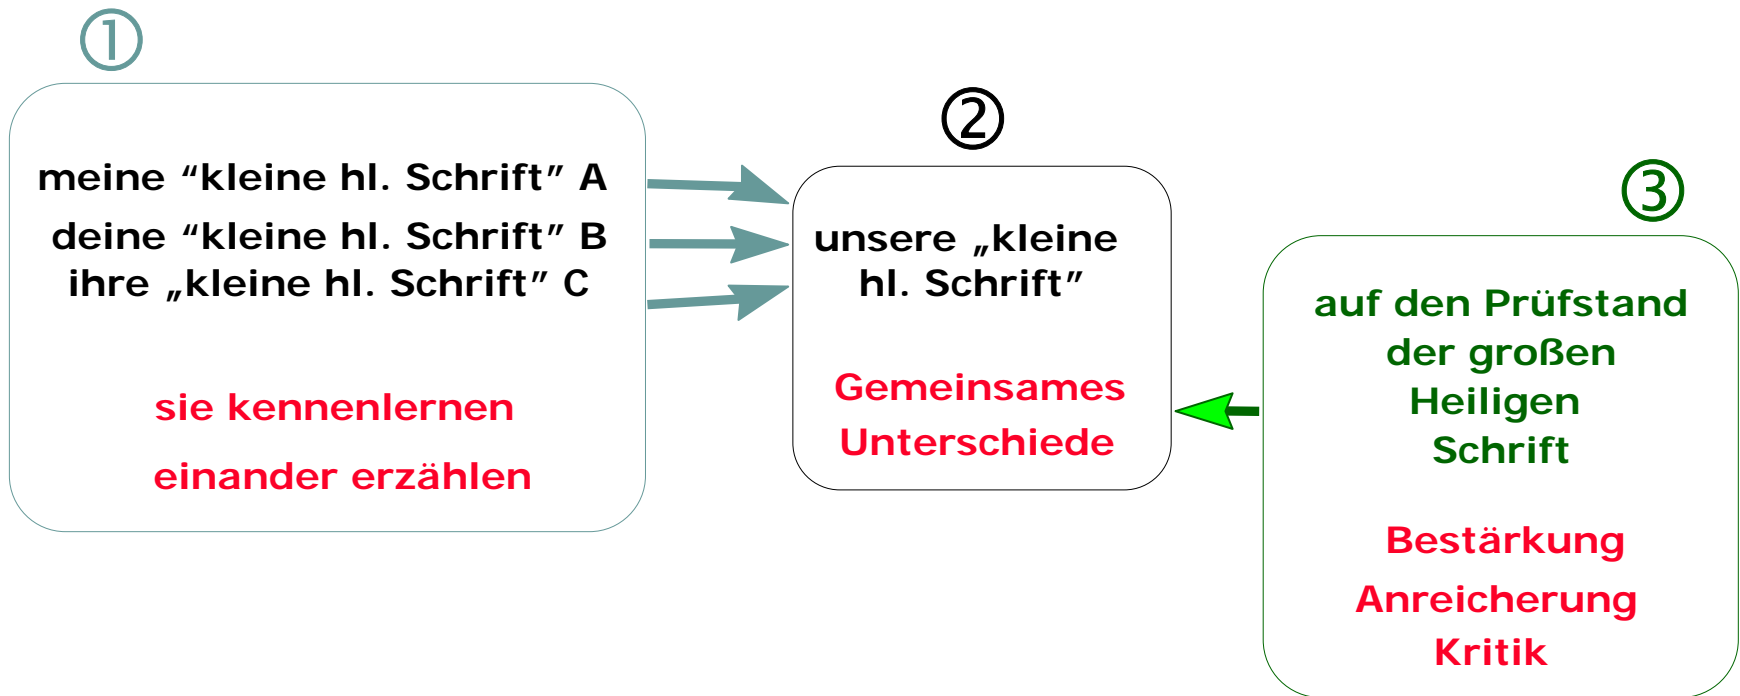 ①
meine “kleine hl. Schrift” A
deine “kleine hl. Schrift” B
ihre „kleine hl. Schrift” C
sie kennenlernen
einander erzählen
②
unsere „kleine
hl. Schrift”
Gemeinsames
Unterschiede
③
auf den Prüfstand
der großen
Heiligen
Schrift
Bestärkung
Anreicherung
Kritik